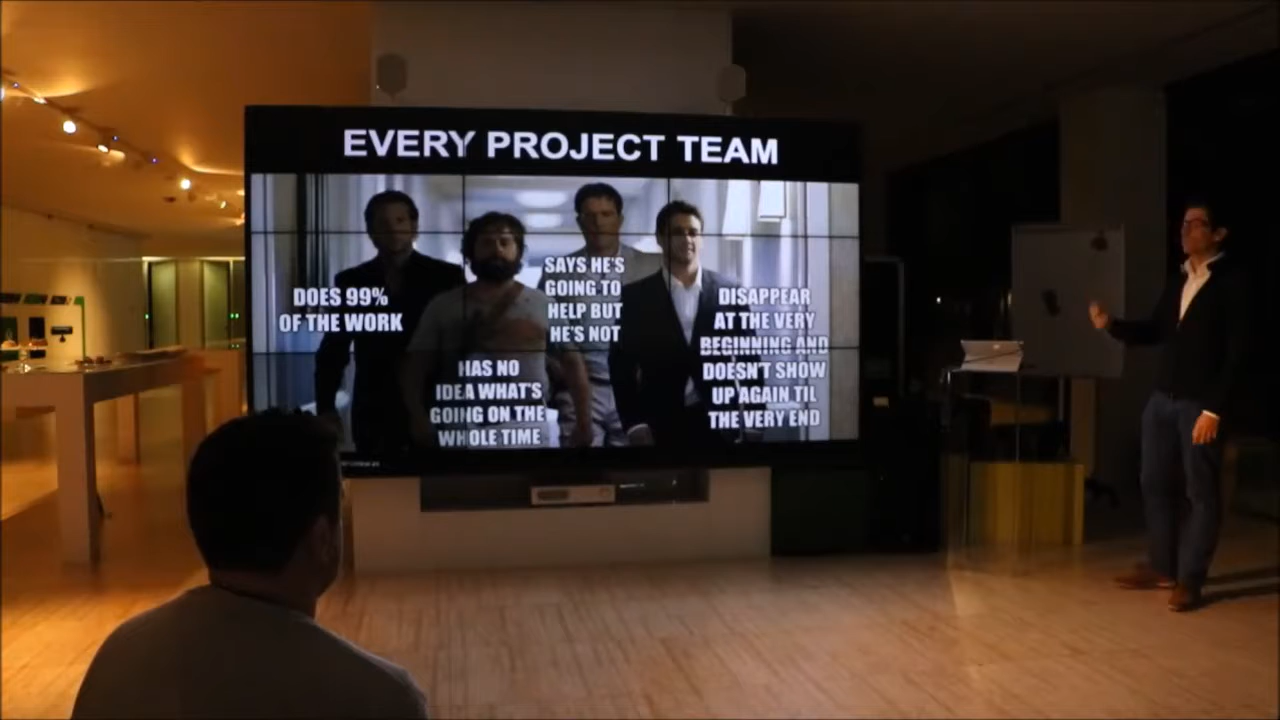 EVERY PROJECT TEAM
DOES 99%
OF THE WORK
HAS NO
IDEA WHAT'S
GOING ON THE
WHOLE TIME
SAYS HE'S
GOING TO
HELP BUT
HE'S NOT
DISAPPEAR
AT THE VERY
BEGINNING AND
DOESN'T SHOW
UP AGAIN TIL
THE VERY END